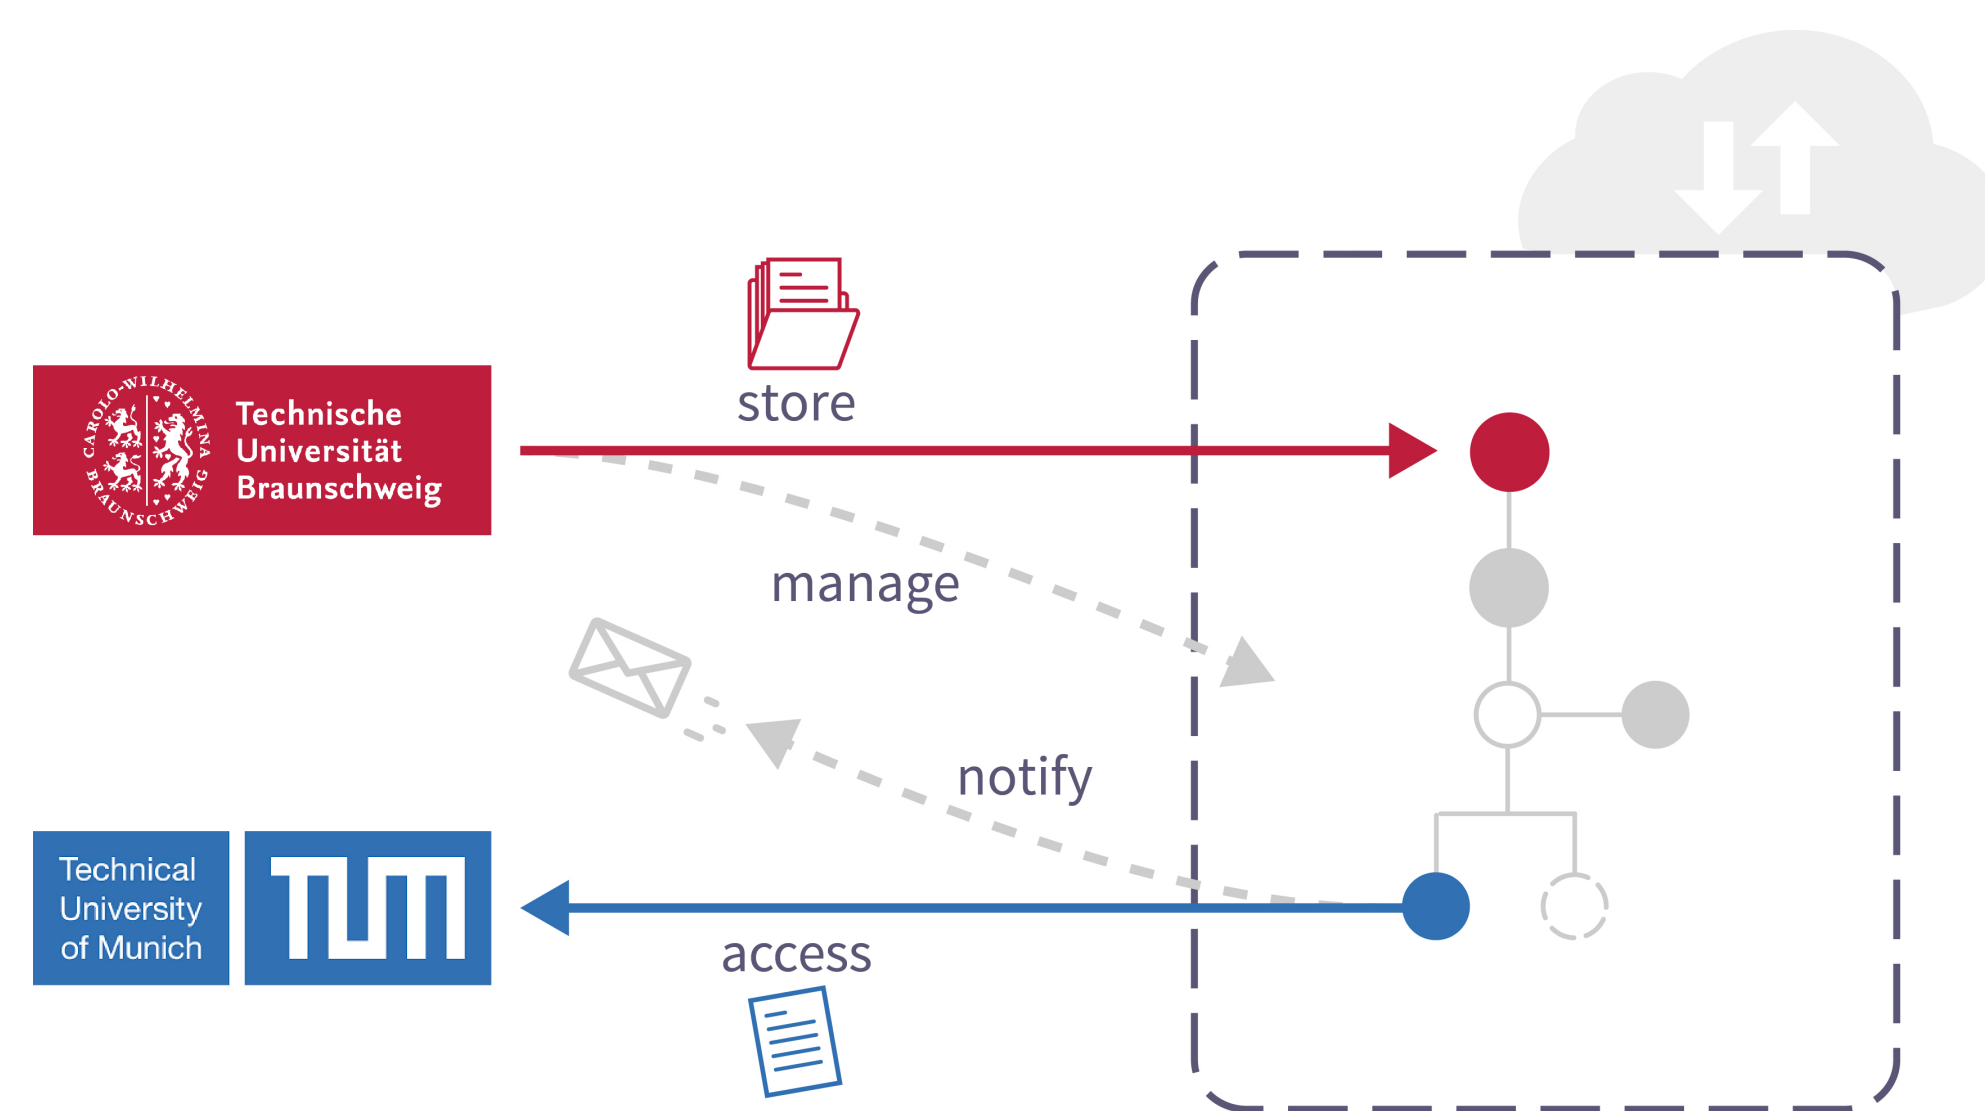 store
CAROLO-WILHELMINA
BRAUNSCHWEIG
Technische
Universität
Braunschweig
manage
notify
Technical
University
of Munich
TUM
access